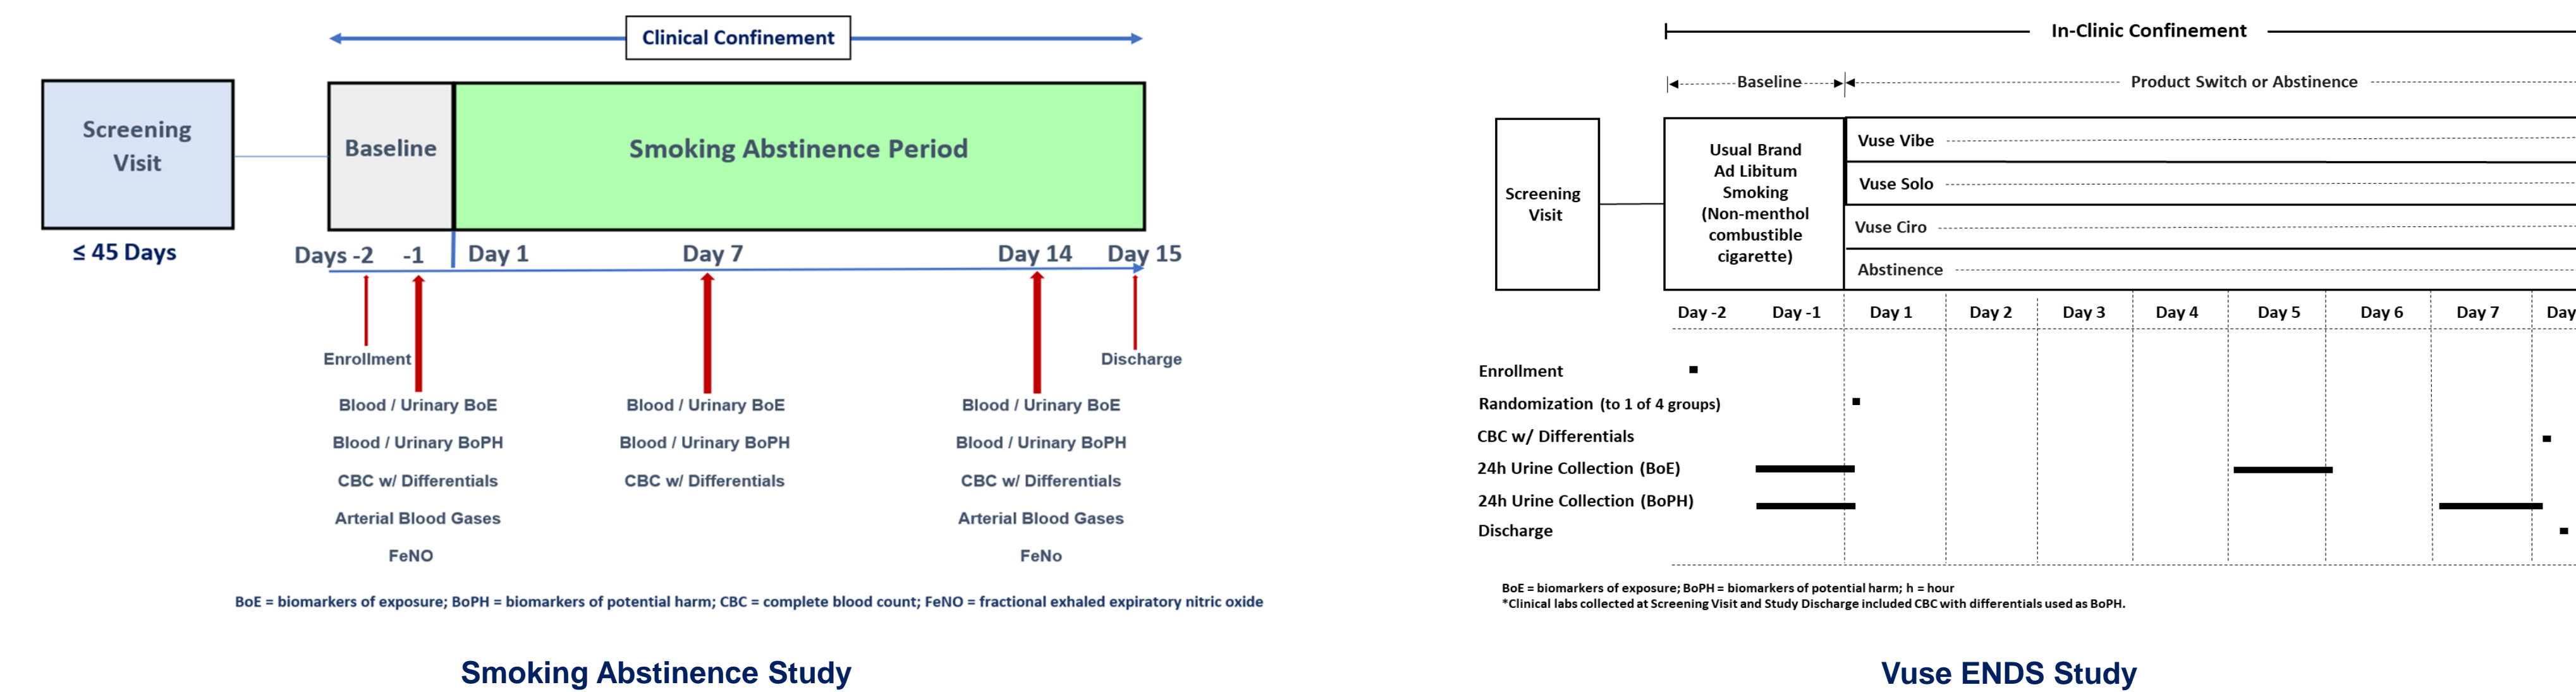 Clinical Confinement
Screening
Visit
Baseline
Smoking Abstinence Period
≤ 45 Days
Days -2
-1
Day 1
Day 7
Day 14
Day 15
Enrollment
Discharge
Blood / Urinary BoE
Blood / Urinary BoPH
CBC w/ Differentials
Arterial Blood Gases
FeNO
Blood / Urinary BoE
Blood / Urinary BoPH
CBC w/ Differentials
Blood / Urinary BoE
Blood / Urinary BoPH
CBC w/ Differentials
Arterial Blood Gases
FeNo
BoE = biomarkers of exposure; BoPH = biomarkers of potential harm; CBC = complete blood count; FeNO = fractional exhaled expiratory nitric oxide
Smoking Abstinence Study
In-Clinic Confinement
Baseline
Product Switch or Abstinence
Screening
Visit
Usual Brand
Ad Libitum
Smoking
(Non-menthol
combustible
cigarette)
Vuse Vibe
Vuse Solo
Vuse Ciro
Abstinence
Day -2
Day -1
Day 1
Day 2
Day 3
Day 4
Day 5
Day 6
Day 7
Day
Enrollment
Randomization (to 1 of 4 groups)
CBC w/ Differentials
24h Urine Collection (BoE)
24h Urine Collection (BoPH)
Discharge
BoE = biomarkers of exposure; BoPH = biomarkers of potential harm; h = hour
*Clinical labs collected at Screening Visit and Study Discharge included CBC with differentials used as BoPH.
Vuse ENDS Study